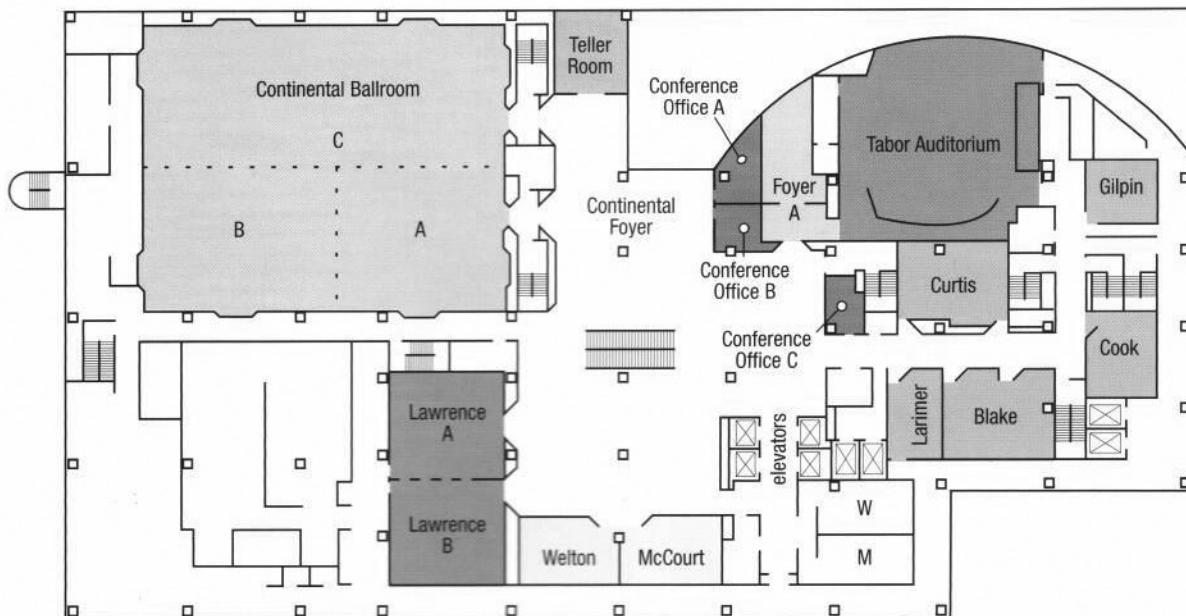 Teller
Room
Continental Ballroom
C
B
A
Conference
Office A
Tabor Auditorium
Foyer
A
Gilpin
Continental
Foyer
Conference
Office B
Curtis
Conference
Office C
Cook
Lawrence
A
Larimer
Blake
elevators
Lawrence
B
W
M
Welton
McCourt